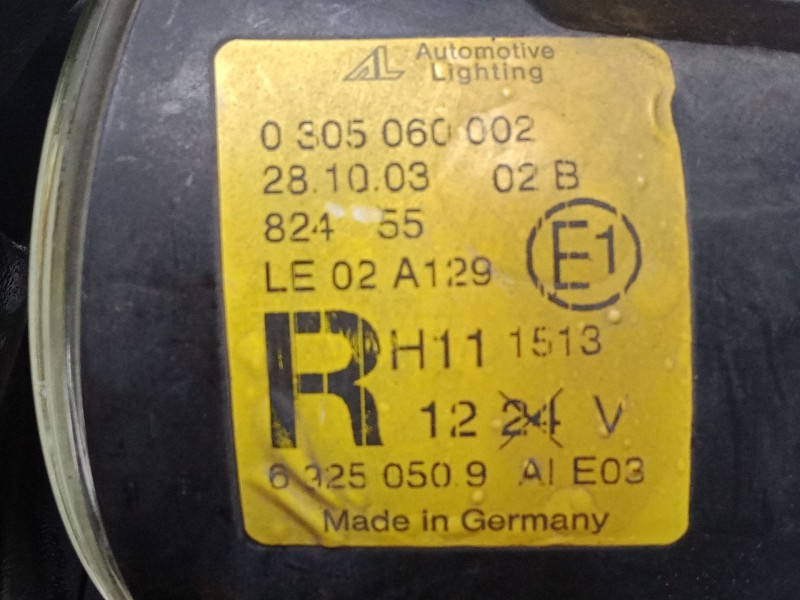 AL Automotive
Lighting
0 305 060 002
28.10.03 02 B
824 55
LE 02 A129 E1
R H11 1513
12 24 V
6 325 050 9 AI E03
Made in Germany